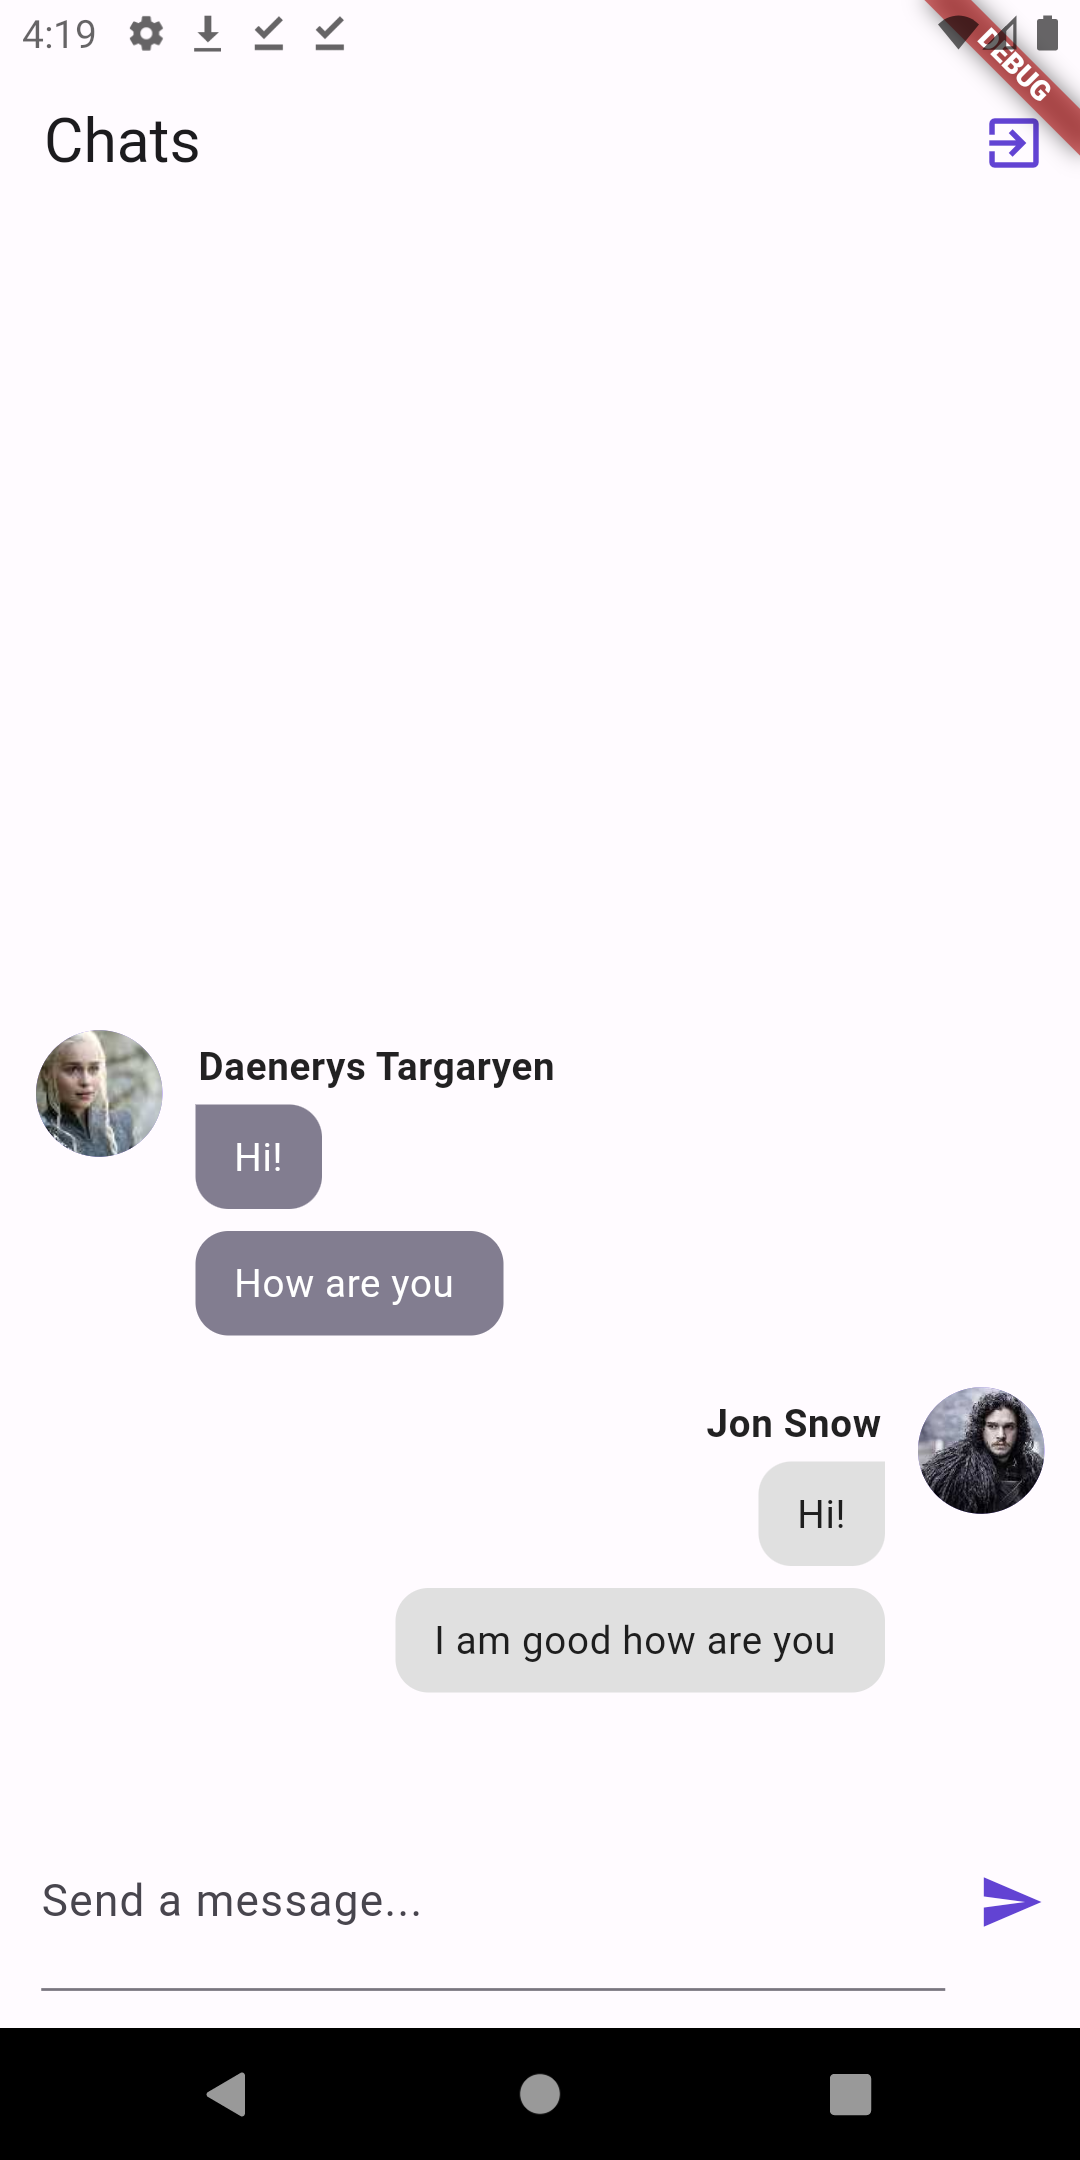 4:19
DEBUG
Chats
Daenerys Targaryen
Hi!
How are you
Jon Snow
Hi!
I am good how are you
Send a message...